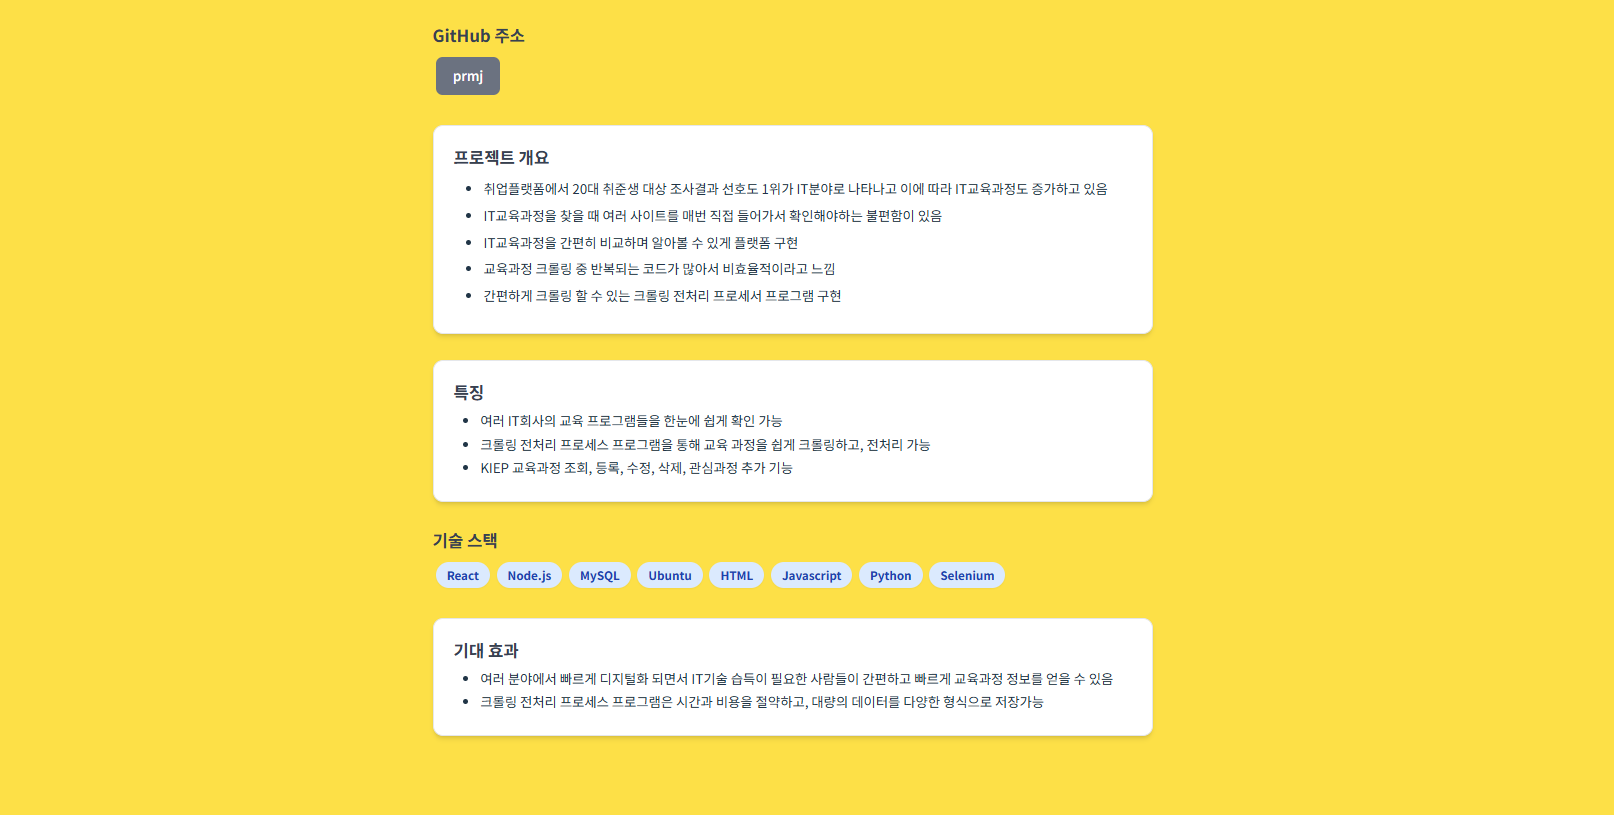 GitHub 주소
prmj
프로젝트 개요
• 취업플랫폼에서 20대 취준생 대상 조사결과 선호도 1위가 IT분야로 나타나고 이에 따라 IT교육과정도 증가하고 있음
• IT교육과정을 찾을 때 여러 사이트를 매번 직접 들어가서 확인해야하는 불편함이 있음
• IT교육과정을 간편히 비교하며 알아볼 수 있게 플랫폼 구현
• 교육과정 크롤링 중 반복되는 코드가 많아서 비효율적이라고 느낌
• 간편하게 크롤링 할 수 있는 크롤링 전처리 프로세서 프로그램 구현
특징
• 여러 IT회사의 교육 프로그램들을 한눈에 쉽게 확인 가능
• 크롤링 전처리 프로세스 프로그램을 통해 교육 과정을 쉽게 크롤링하고, 전처리 가능
• KIEP 교육과정 조회, 등록, 수정, 삭제, 관심과정 추가 기능
기술 스택
React Node.js MySQL Ubuntu HTML Javascript Python Selenium
기대 효과
• 여러 분야에서 빠르게 디지털화 되면서 IT기술 습득이 필요한 사람들이 간편하고 빠르게 교육과정 정보를 얻을 수 있음
• 크롤링 전처리 프로세스 프로그램은 시간과 비용을 절약하고, 대량의 데이터를 다양한 형식으로 저장가능